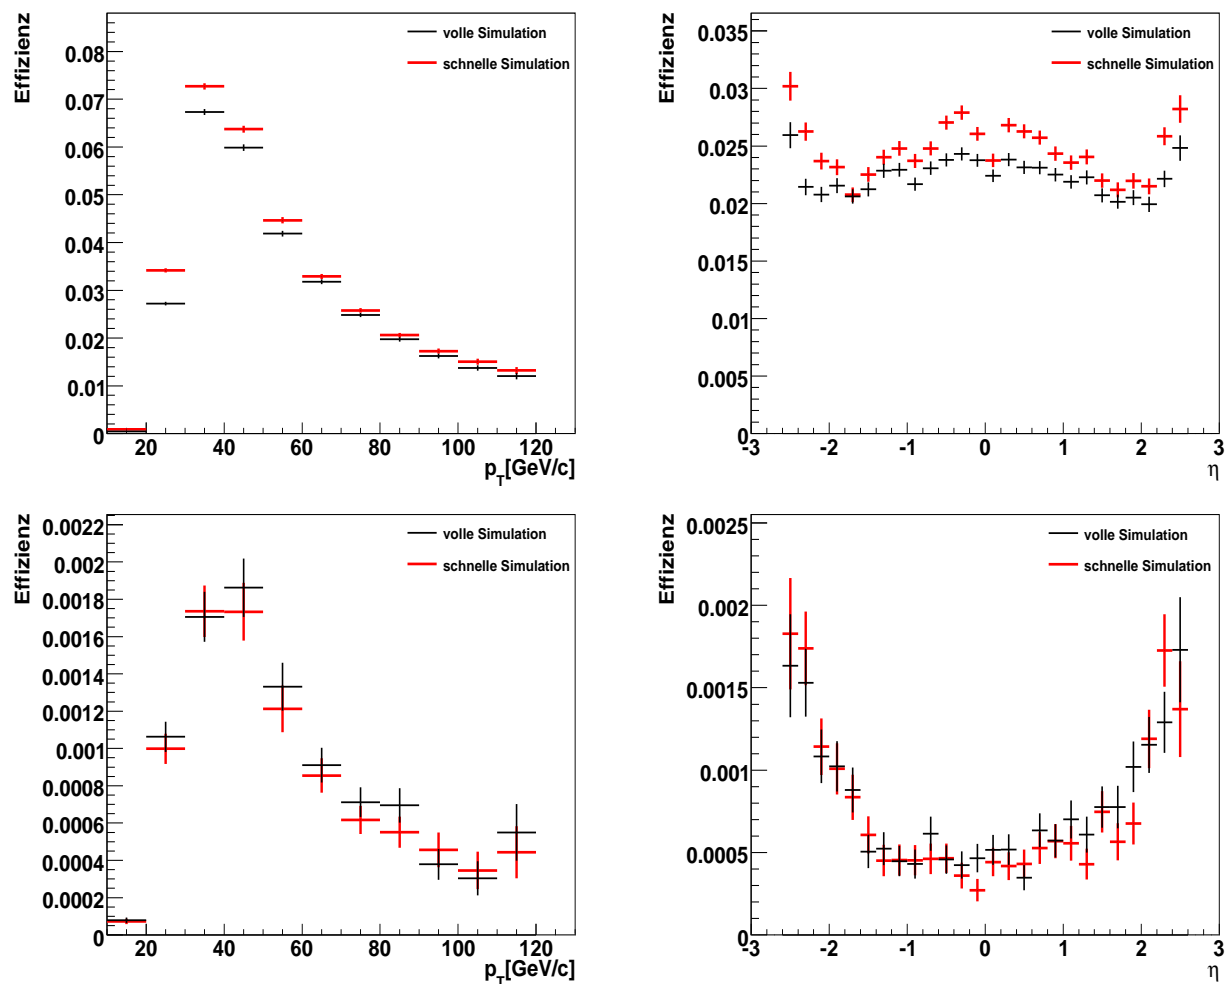 Effizienz
volle Simulation
schnelle Simulation
0.08
0.07
0.06
0.05
0.04
0.03
0.02
0.01
0
20 40 60 80 100 120
p_T[GeV/c]
Effizienz
volle Simulation
schnelle Simulation
0.035
0.03
0.025
0.02
0.015
0.01
0.005
0
-3 -2 -1 0 1 2 3
η
Effizienz
volle Simulation
schnelle Simulation
0.0022
0.002
0.0018
0.0016
0.0014
0.0012
0.001
0.0008
0.0006
0.0004
0.0002
0
20 40 60 80 100 120
p_T[GeV/c]
Effizienz
volle Simulation
schnelle Simulation
0.0025
0.002
0.0015
0.001
0.0005
0
-3 -2 -1 0 1 2 3
η